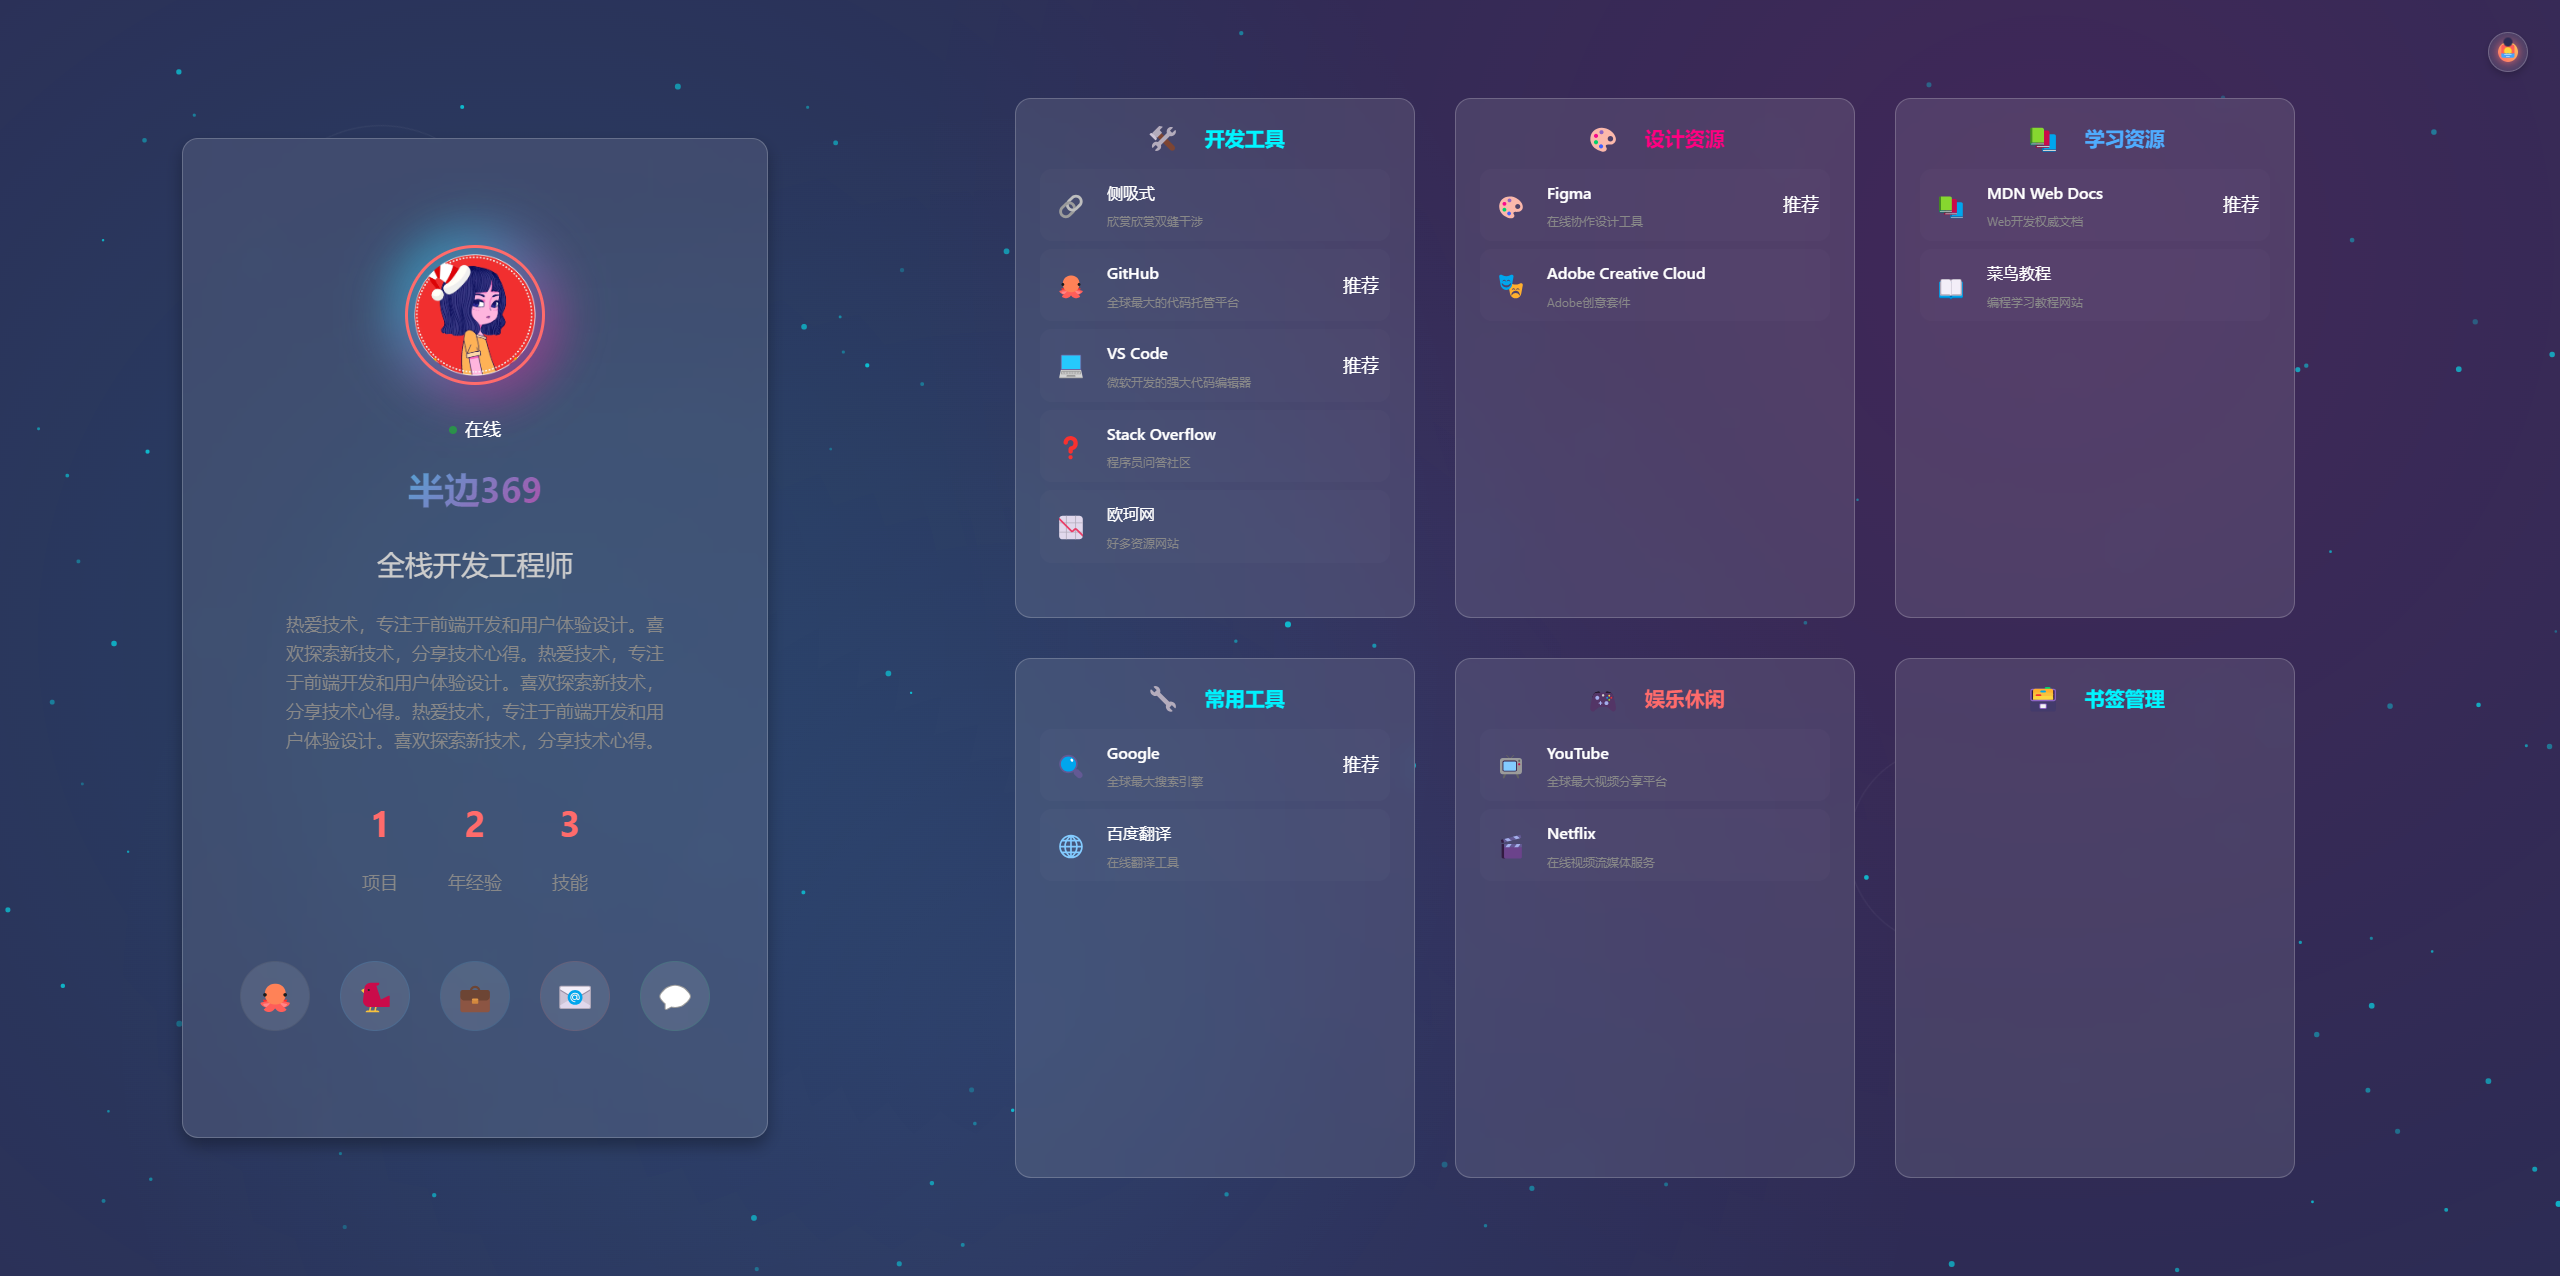 在线
半边369
全栈开发工程师
热爱技术，专注于前端开发和用户体验设计。喜
欢探索新技术，分享技术心得。热爱技术，专注
于前端开发和用户体验设计。喜欢探索新技术，
分享技术心得。热爱技术，专注于前端开发和用
户体验设计。喜欢探索新技术，分享技术心得。
1 2 3
项目 年经验 技能
开发工具
侧吸式
欣赏欣赏双缝干涉
GitHub
全球最大的代码托管平台
推荐
VS Code
微软开发的强大代码编辑器
推荐
Stack Overflow
程序员问答社区
欧珂网
好多资源网站
设计资源
Figma
在线协作设计工具
推荐
Adobe Creative Cloud
Adobe创意套件
学习资源
MDN Web Docs
Web开发权威文档
推荐
菜鸟教程
编程学习教程网站
常用工具
Google
全球最大搜索引擎
推荐
百度翻译
在线翻译工具
娱乐休闲
YouTube
全球最大视频分享平台
Netflix
在线视频流媒体服务
书签管理